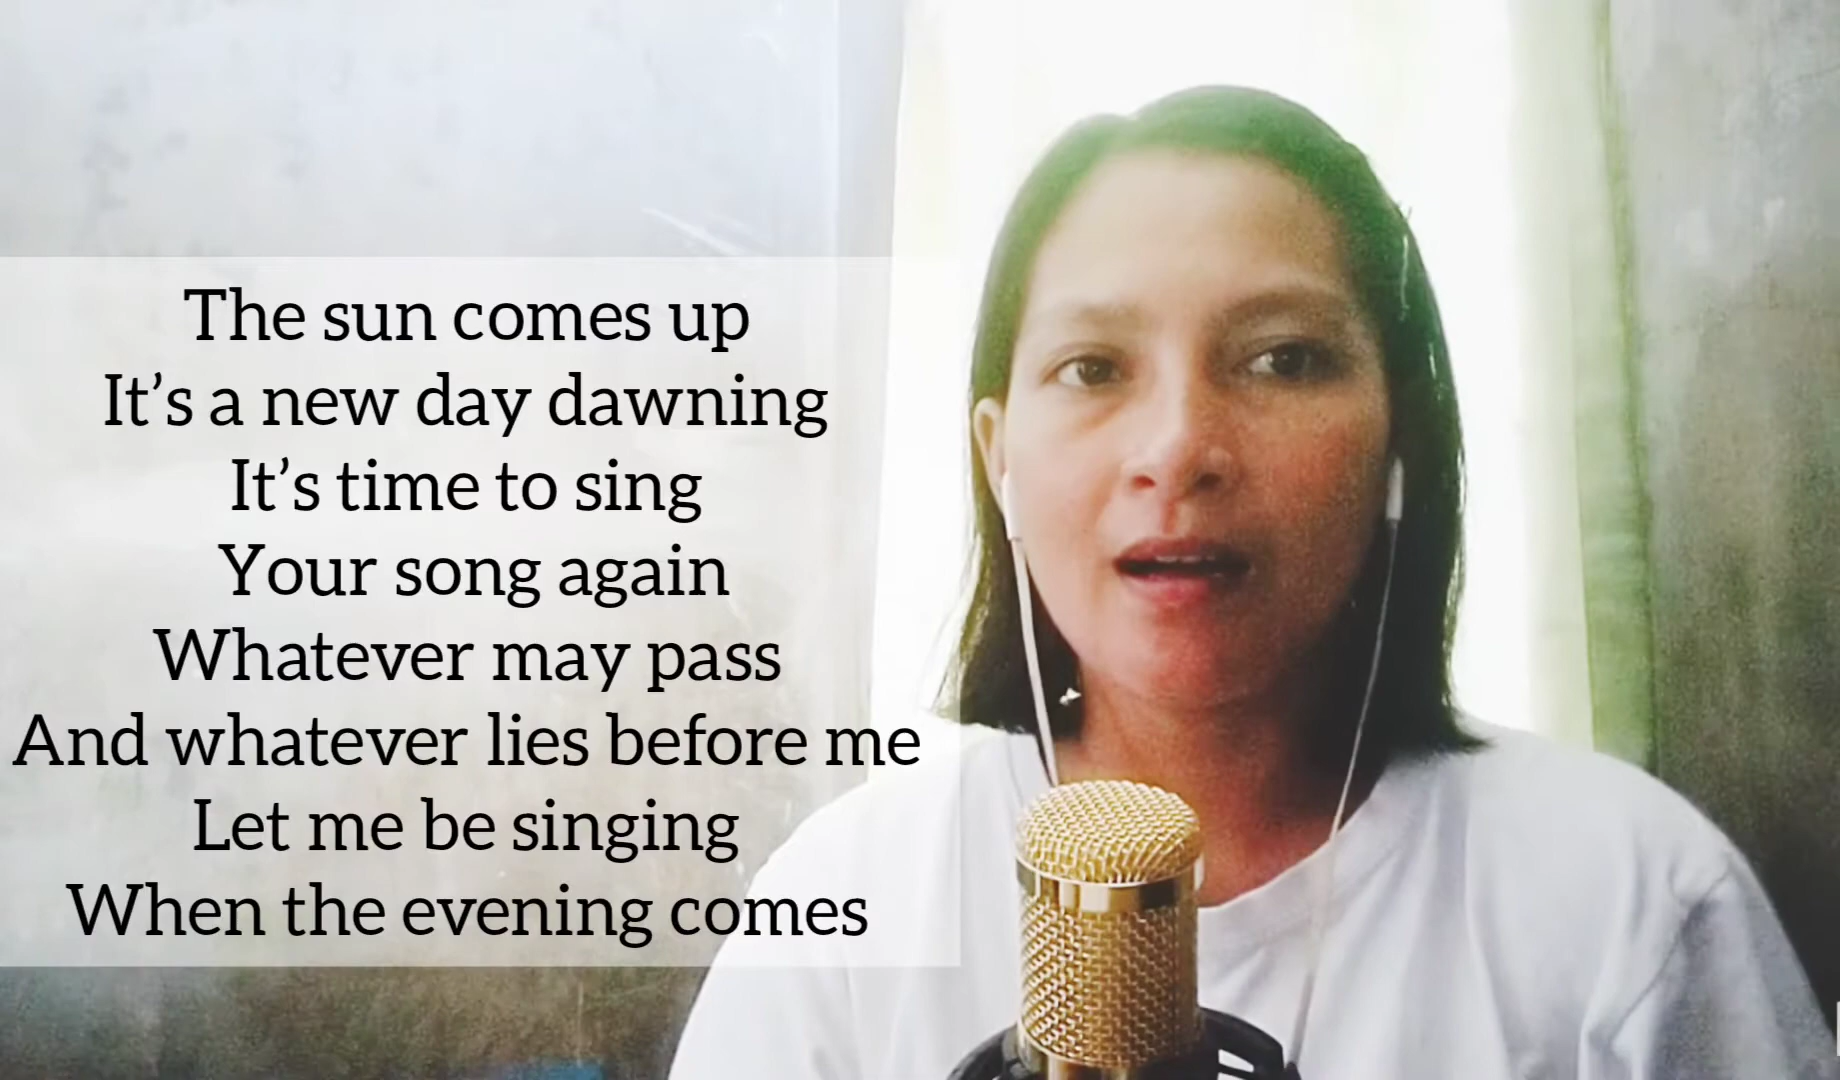 The sun comes up
It’s a new day dawning
It’s time to sing
Your song again
Whatever may pass
And whatever lies before me
Let me be singing
When the evening comes